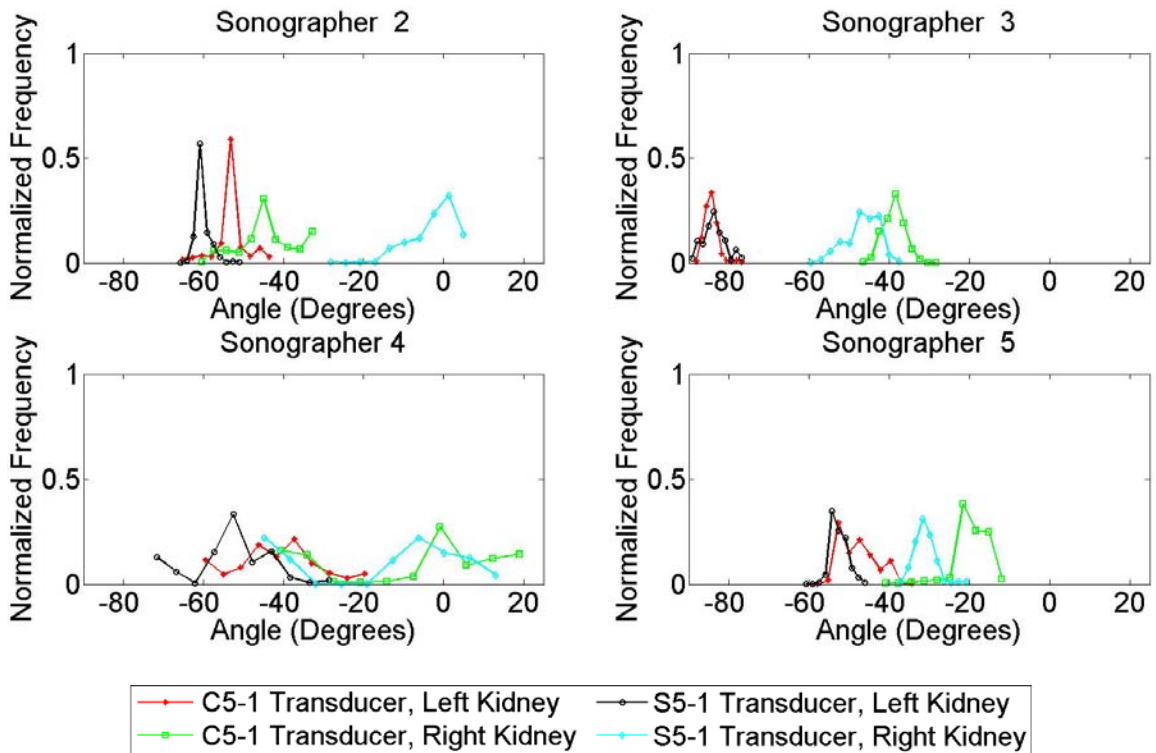 Sonographer 2
Normalized Frequency
1
0.5
0
-80 -60 -40 -20 0 20
Angle (Degrees)
Sonographer 3
Normalized Frequency
1
0.5
0
-80 -60 -40 -20 0 20
Angle (Degrees)
Sonographer 4
Normalized Frequency
1
0.5
0
-80 -60 -40 -20 0 20
Angle (Degrees)
Sonographer 5
Normalized Frequency
1
0.5
0
-80 -60 -40 -20 0 20
Angle (Degrees)
C5-1 Transducer, Left Kidney
S5-1 Transducer, Left Kidney
C5-1 Transducer, Right Kidney
S5-1 Transducer, Right Kidney